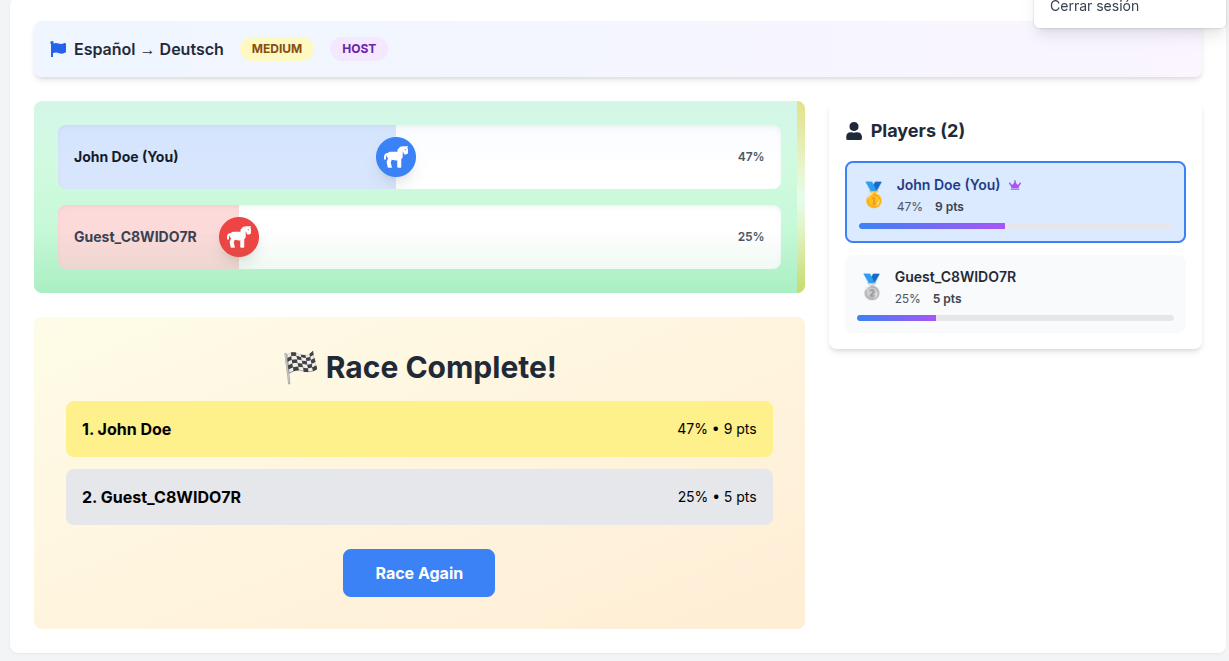 Cerrar sesión
Español → Deutsch MEDIUM HOST
John Doe (You) 47%
Guest_C8WIDO7R 25%
Players (2)
John Doe (You)
47% 9 pts
Guest_C8WIDO7R
25% 5 pts
Race Complete!
1. John Doe 47% • 9 pts
2. Guest_C8WIDO7R 25% • 5 pts
Race Again